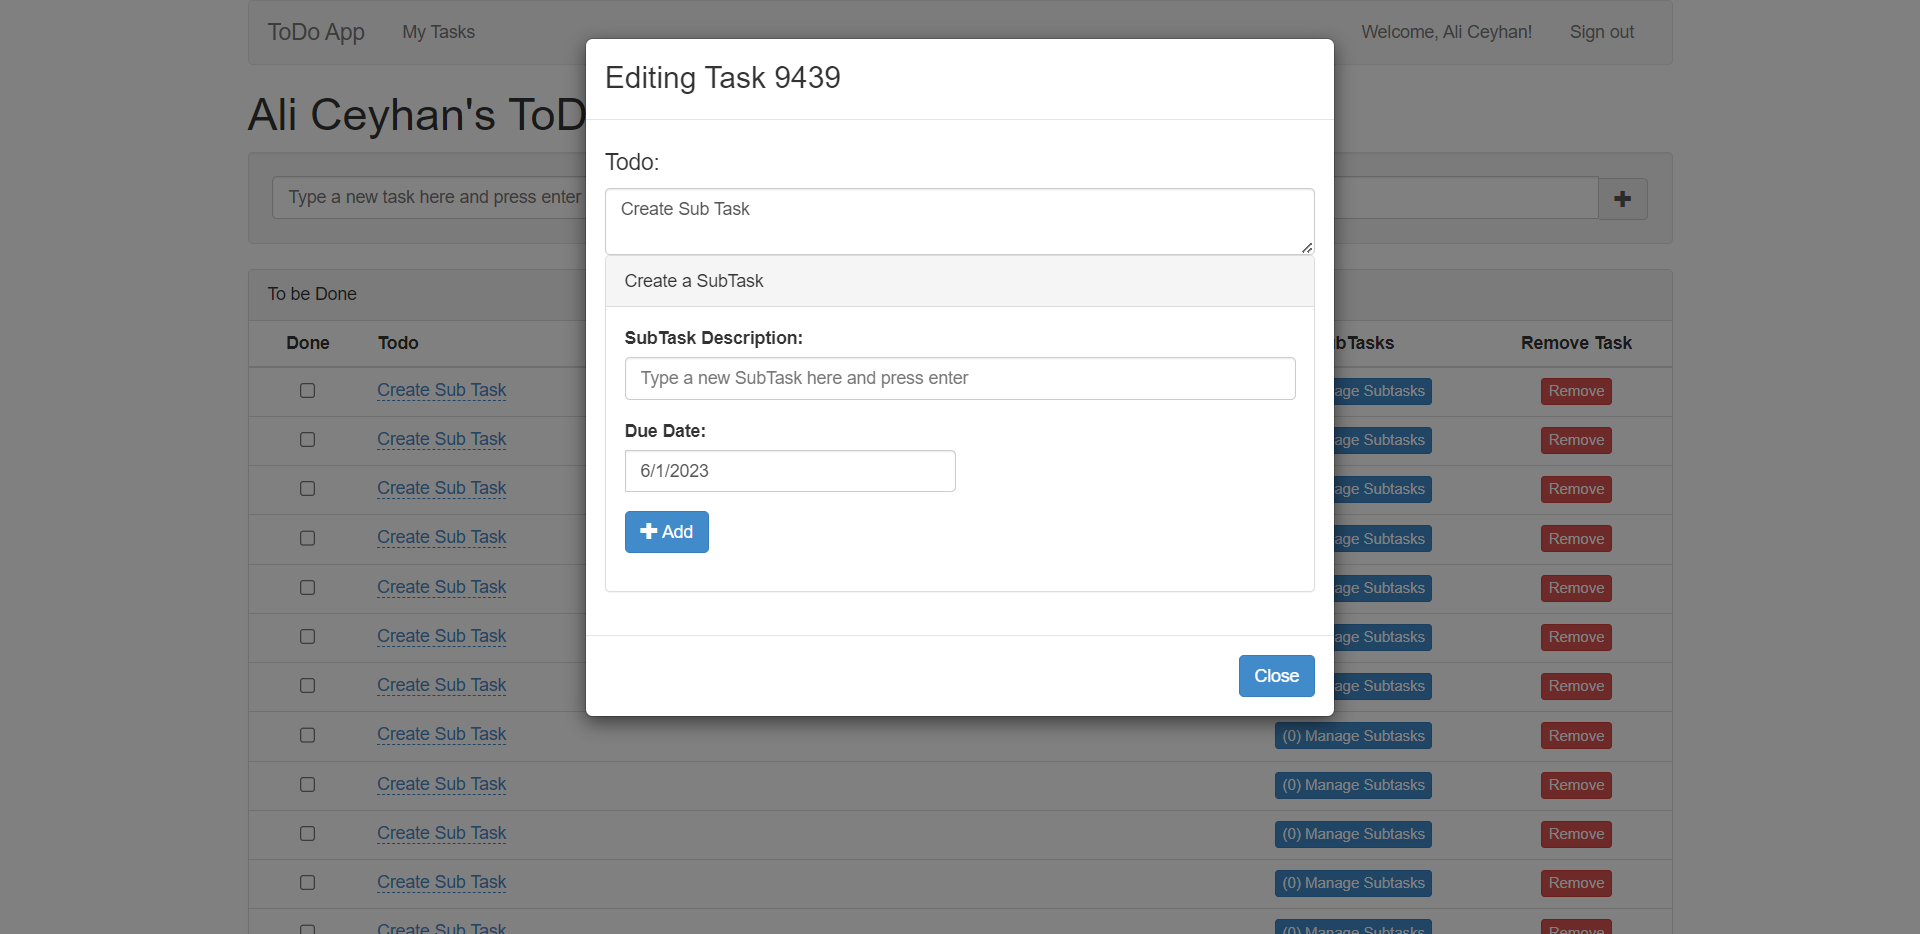 ToDo App My Tasks Welcome, Ali Ceyhan! Sign out
Editing Task 9439
Ali Ceyhan's ToD
Todo:
Type a new task here and press enter
Create Sub Task
Create a SubTask
To be Done
SubTask Description:
Done Todo bTasks Remove Task
Type a new SubTask here and press enter
Create Sub Task age Subtasks Remove
Due Date:
Create Sub Task age Subtasks Remove
6/1/2023
Create Sub Task age Subtasks Remove
Add
Create Sub Task age Subtasks Remove
Create Sub Task age Subtasks Remove
Create Sub Task age Subtasks Remove
Close
Create Sub Task age Subtasks Remove
Create Sub Task (0) Manage Subtasks Remove
Create Sub Task (0) Manage Subtasks Remove
Create Sub Task (0) Manage Subtasks Remove
Create Sub Task (0) Manage Subtasks Remove
Create Sub Task (0) Manage Subtasks Remove